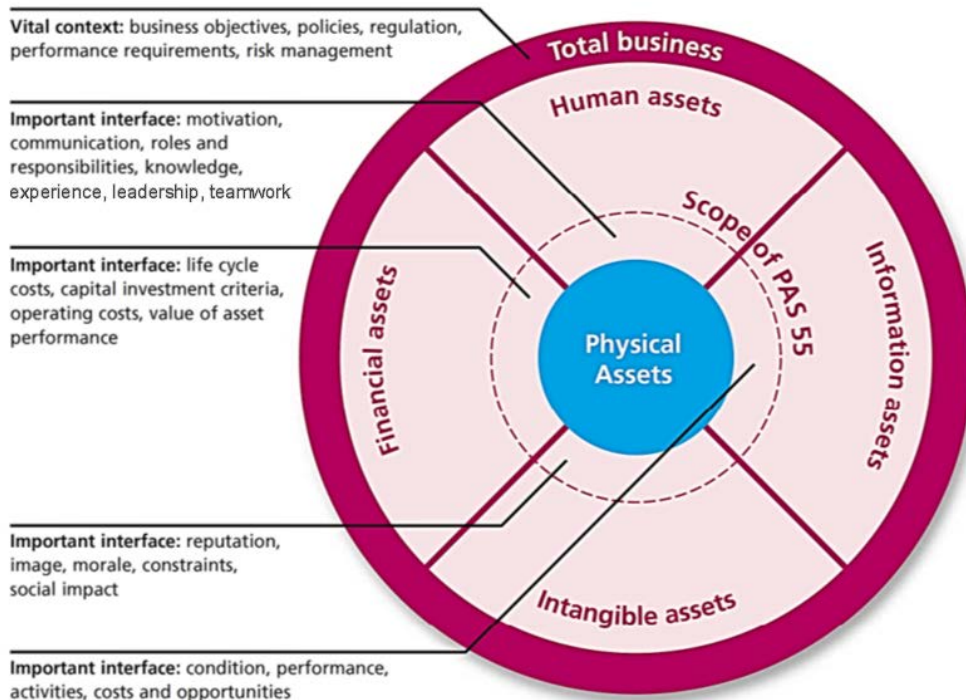 Vital context: business objectives, policies, regulation,
performance requirements, risk management
Important interface: motivation,
communication, roles and
responsibilities, knowledge,
experience, leadership, teamwork
Important interface: life cycle
costs, capital investment criteria,
operating costs, value of asset
performance
Important interface: reputation,
image, morale, constraints,
social impact
Important interface: condition, performance,
activities, costs and opportunities
Total business
Human assets
Scope of PAS 55
Financial assets
Physical
Assets
Information assets
Intangible assets